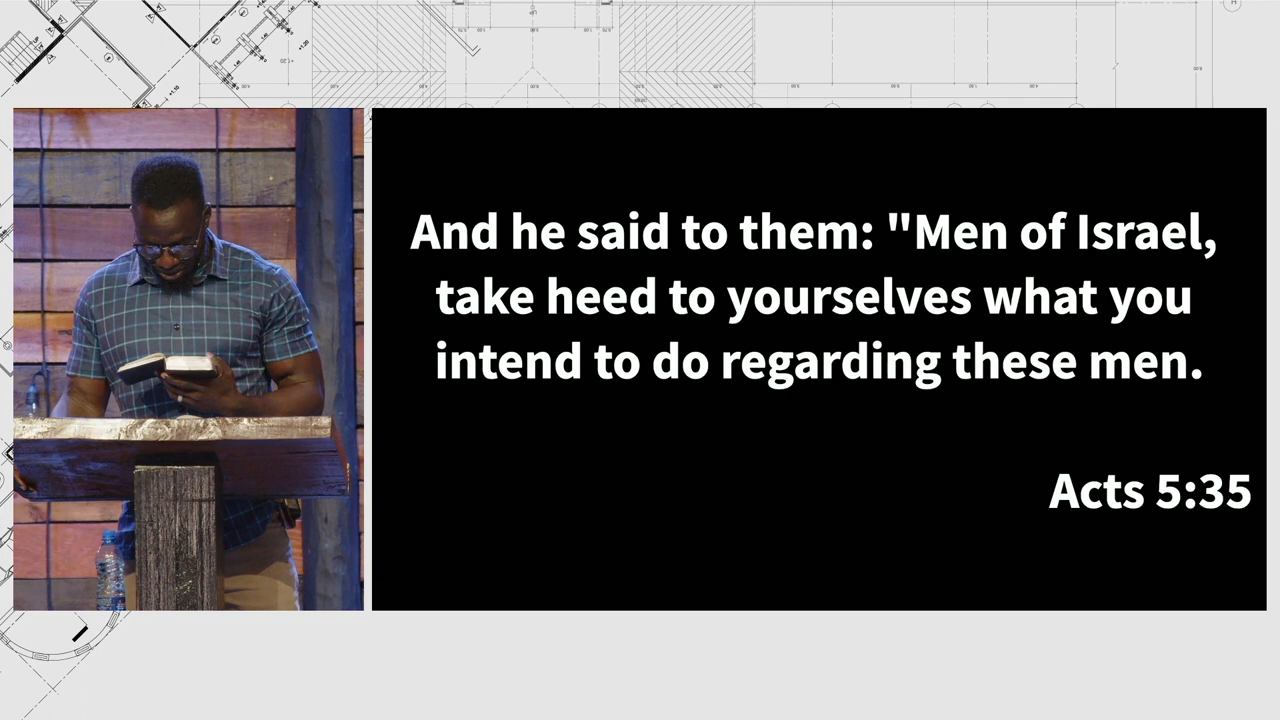 And he said to them: "Men of Israel,
take heed to yourselves what you
intend to do regarding these men.
Acts 5:35